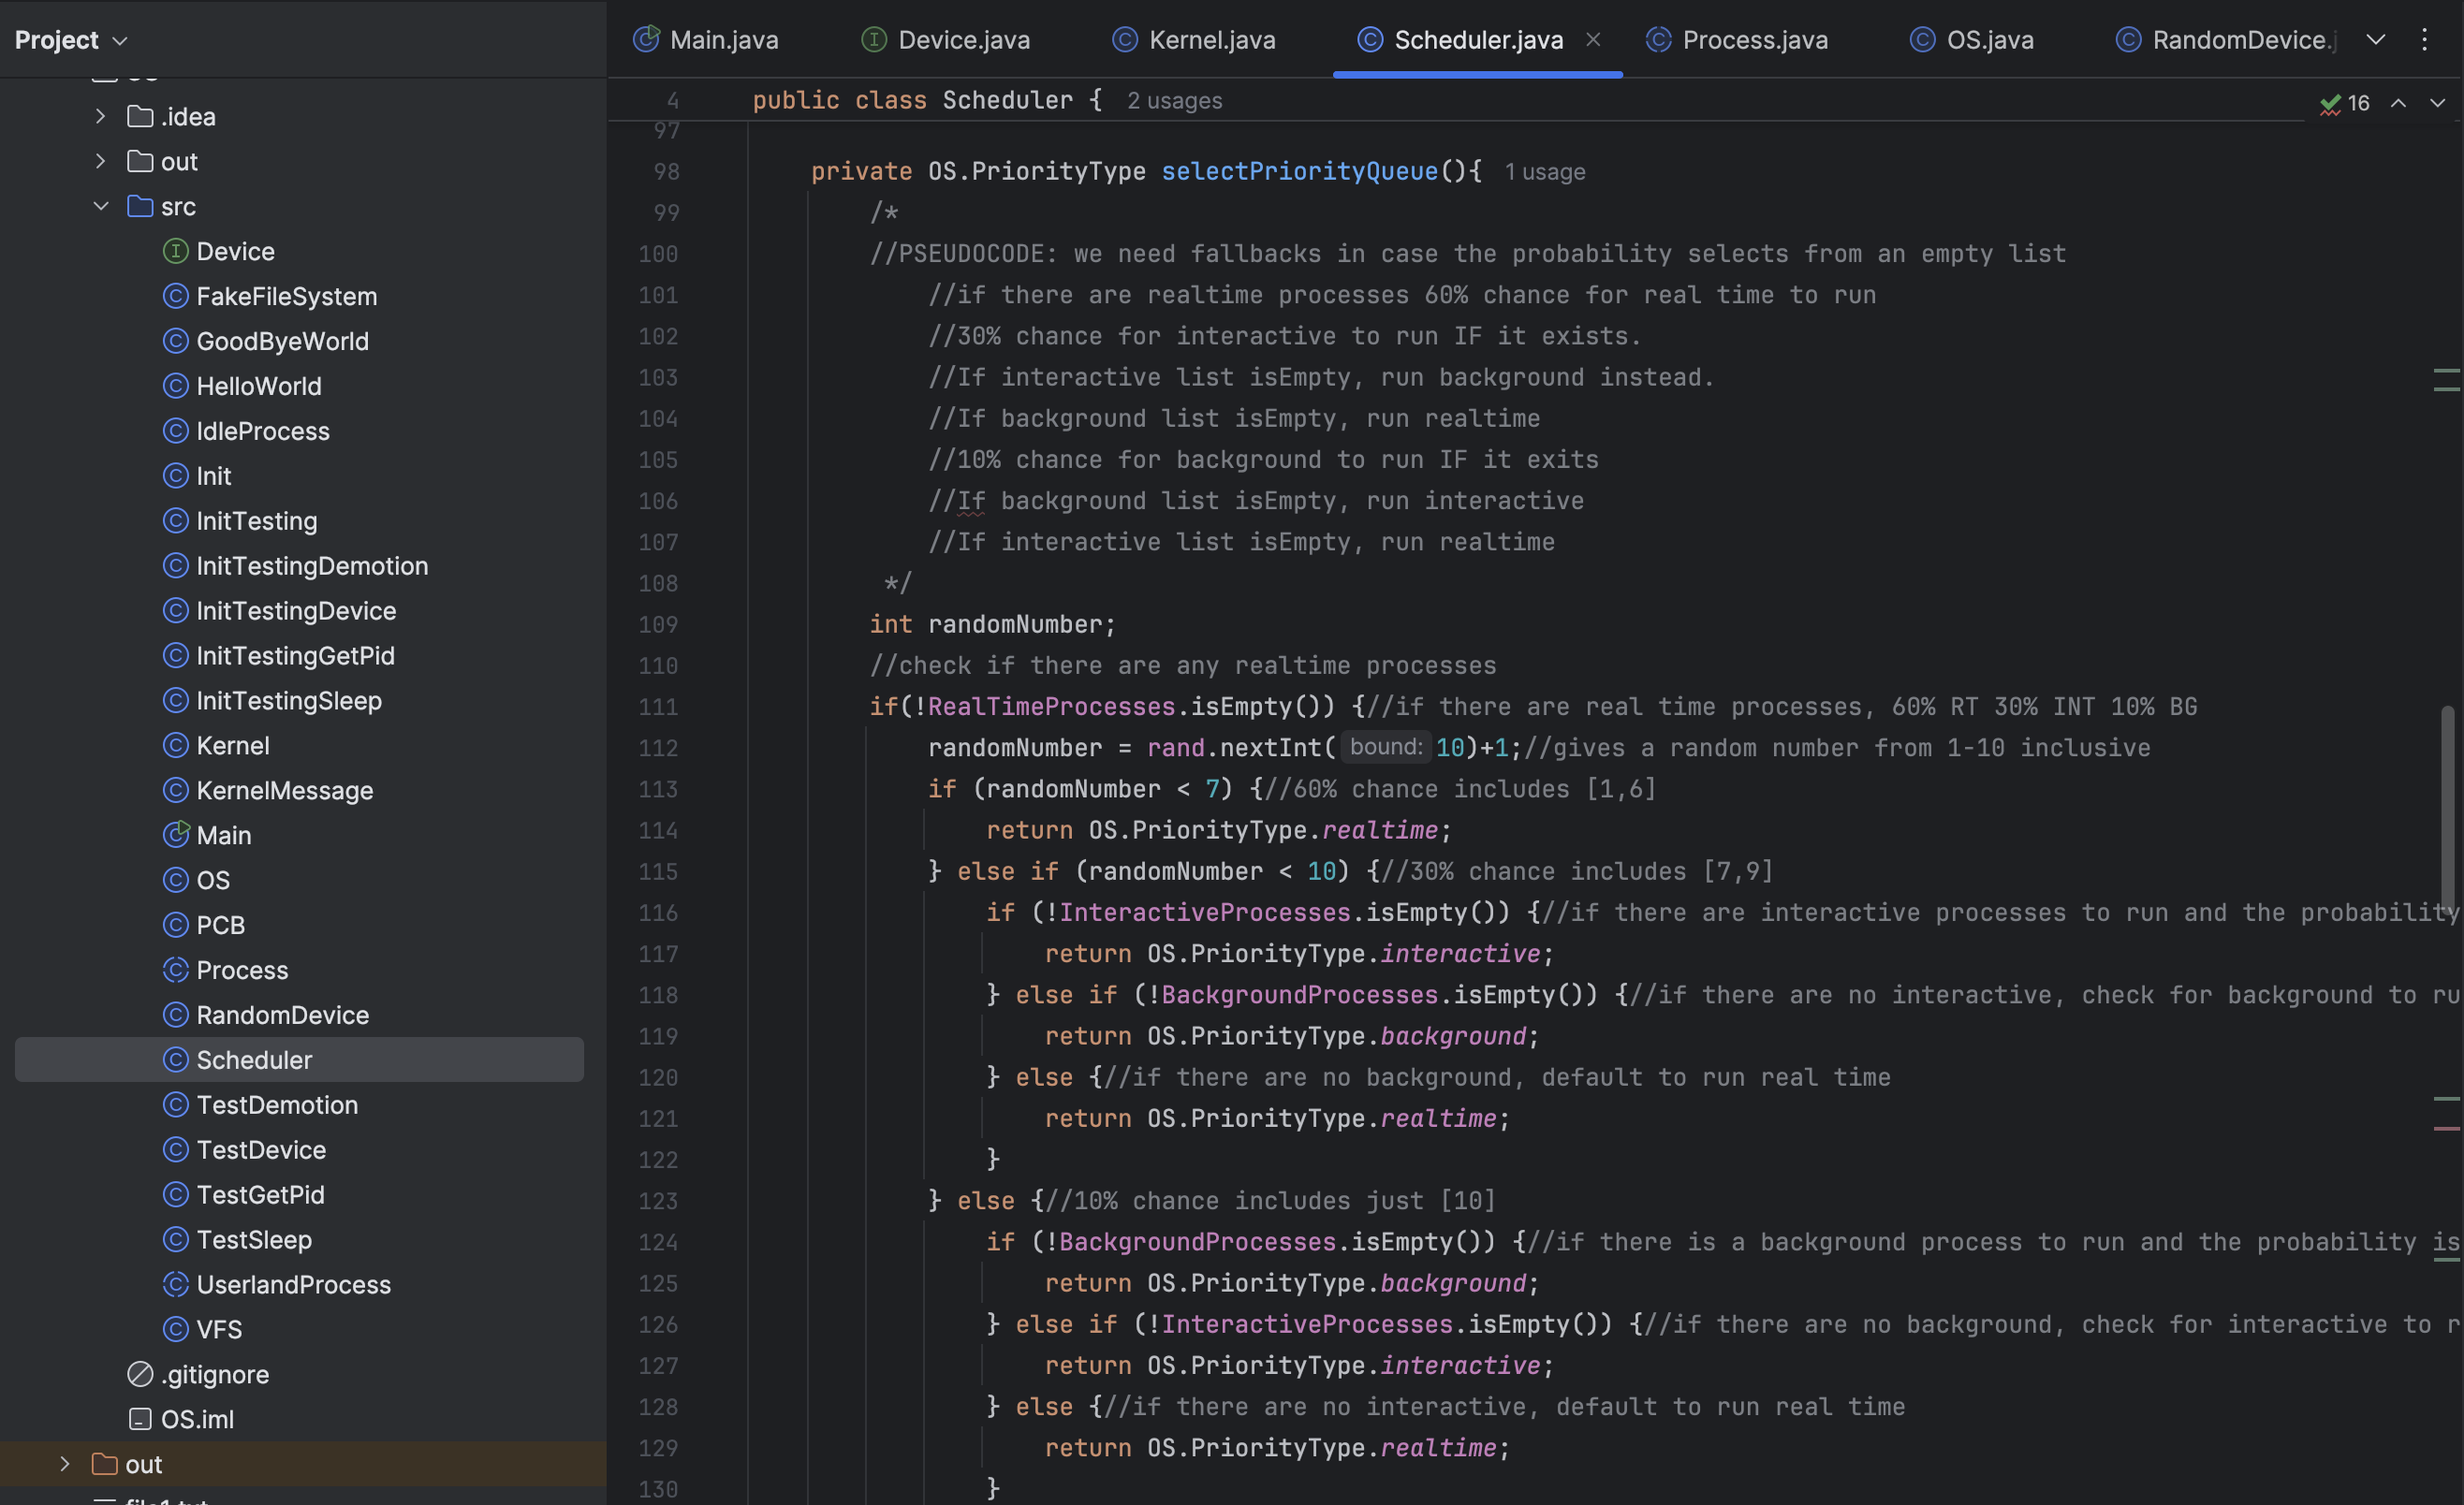 Project
.idea
out
src
Device
FakeFileSystem
GoodByeWorld
HelloWorld
IdleProcess
Init
InitTesting
InitTestingDemotion
InitTestingDevice
InitTestingGetPid
InitTestingSleep
Kernel
KernelMessage
Main
OS
PCB
Process
RandomDevice
Scheduler
TestDemotion
TestDevice
TestGetPid
TestSleep
UserlandProcess
VFS
.gitignore
OS.iml
out
Main.java Device.java Kernel.java Scheduler.java Process.java OS.java RandomDevice.j
4 public class Scheduler { 2 usages 16
97
98 private OS.PriorityType selectPriorityQueue(){ 1 usage
99 /*
100 //PSEUDOCODE: we need fallbacks in case the probability selects from an empty list
101 //if there are realtime processes 60% chance for real time to run
102 //30% chance for interactive to run IF it exists.
103 //If interactive list isEmpty, run background instead.
104 //If background list isEmpty, run realtime
105 //10% chance for background to run IF it exits
106 //If background list isEmpty, run interactive
107 //If interactive list isEmpty, run realtime
108 */
109 int randomNumber;
110 //check if there are any realtime processes
111 if(!RealTimeProcesses.isEmpty()) {//if there are real time processes, 60% RT 30% INT 10% BG
112 randomNumber = rand.nextInt( bound: 10)+1;//gives a random number from 1-10 inclusive
113 if (randomNumber < 7) {//60% chance includes [1,6]
114 return OS.PriorityType.realtime;
115 } else if (randomNumber < 10) {//30% chance includes [7,9]
116 if (!InteractiveProcesses.isEmpty()) {//if there are interactive processes to run and the probability
117 return OS.PriorityType.interactive;
118 } else if (!BackgroundProcesses.isEmpty()) {//if there are no interactive, check for background to ru
119 return OS.PriorityType.background;
120 } else {//if there are no background, default to run real time
121 return OS.PriorityType.realtime;
122 }
123 } else {//10% chance includes just [10]
124 if (!BackgroundProcesses.isEmpty()) {//if there is a background process to run and the probability is
125 return OS.PriorityType.background;
126 } else if (!InteractiveProcesses.isEmpty()) {//if there are no background, check for interactive to r
127 return OS.PriorityType.interactive;
128 } else {//if there are no interactive, default to run real time
129 return OS.PriorityType.realtime;
130 }